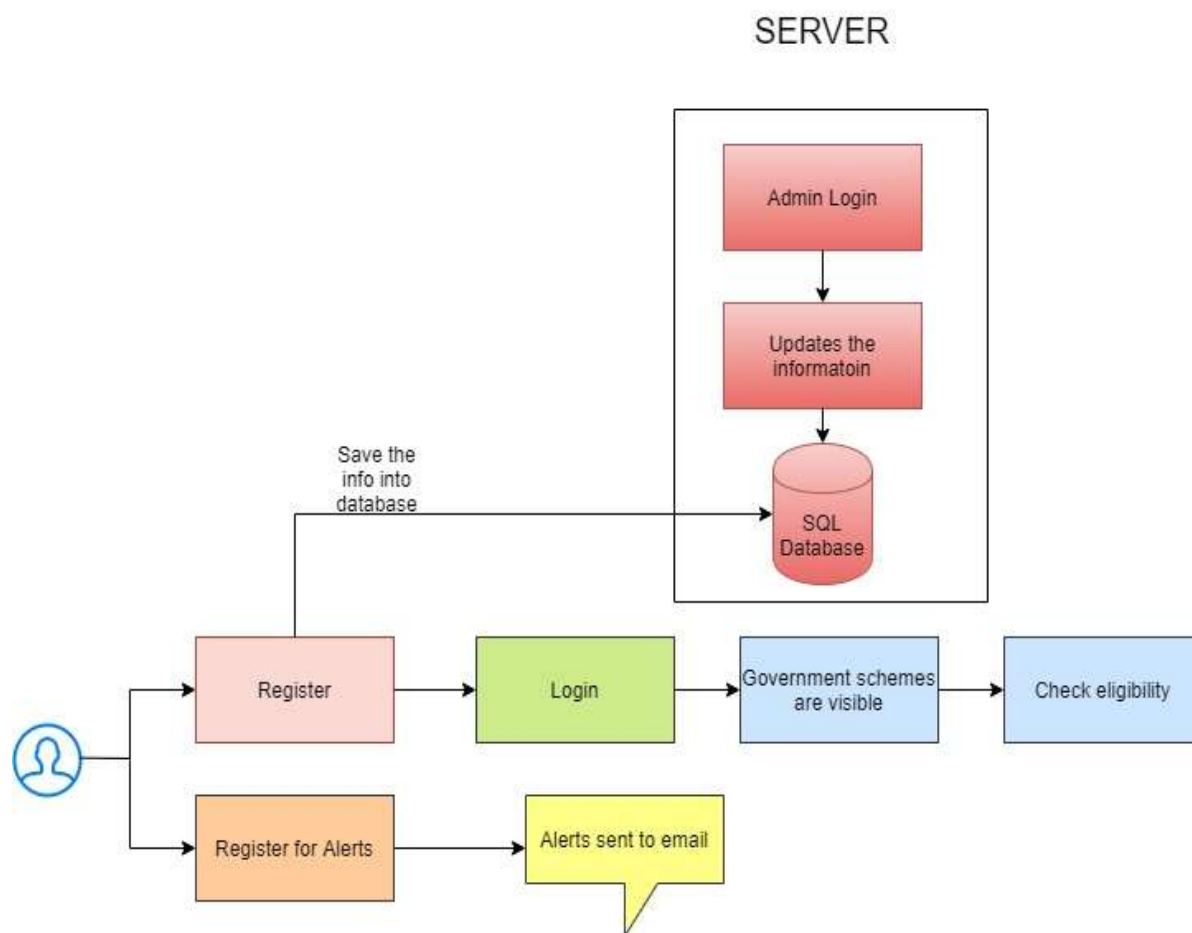 SERVER
Admin Login
Updates the
informatoin
Save the
info into
database
SQL
Database
Register
Login
Government schemes
are visible
Check eligibility
Register for Alerts
Alerts sent to email